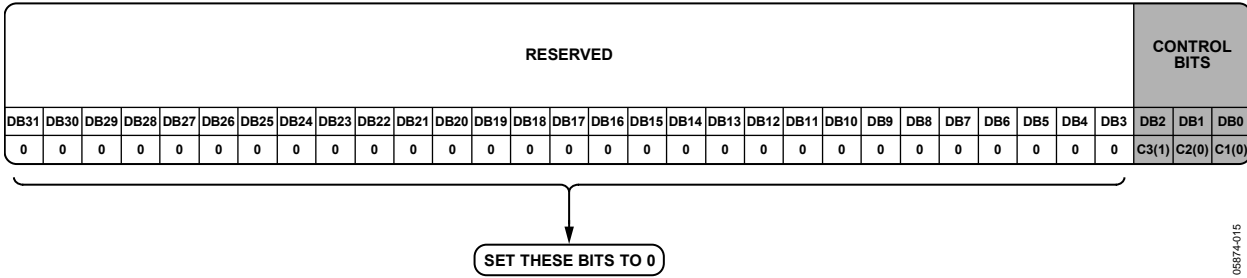 RESERVED
CONTROL
BITS
DB31 DB30 DB29 DB28 DB27 DB26 DB25 DB24 DB23 DB22 DB21 DB20 DB19 DB18 DB17 DB16 DB15 DB14 DB13 DB12 DB11 DB10 DB9 DB8 DB7 DB6 DB5 DB4 DB3 DB2 DB1 DB0
0 0 0 0 0 0 0 0 0 0 0 0 0 0 0 0 0 0 0 0 0 0 0 0 0 0 0 0 0 C3(1) C2(0) C1(0)
SET THESE BITS TO 0
05874-015